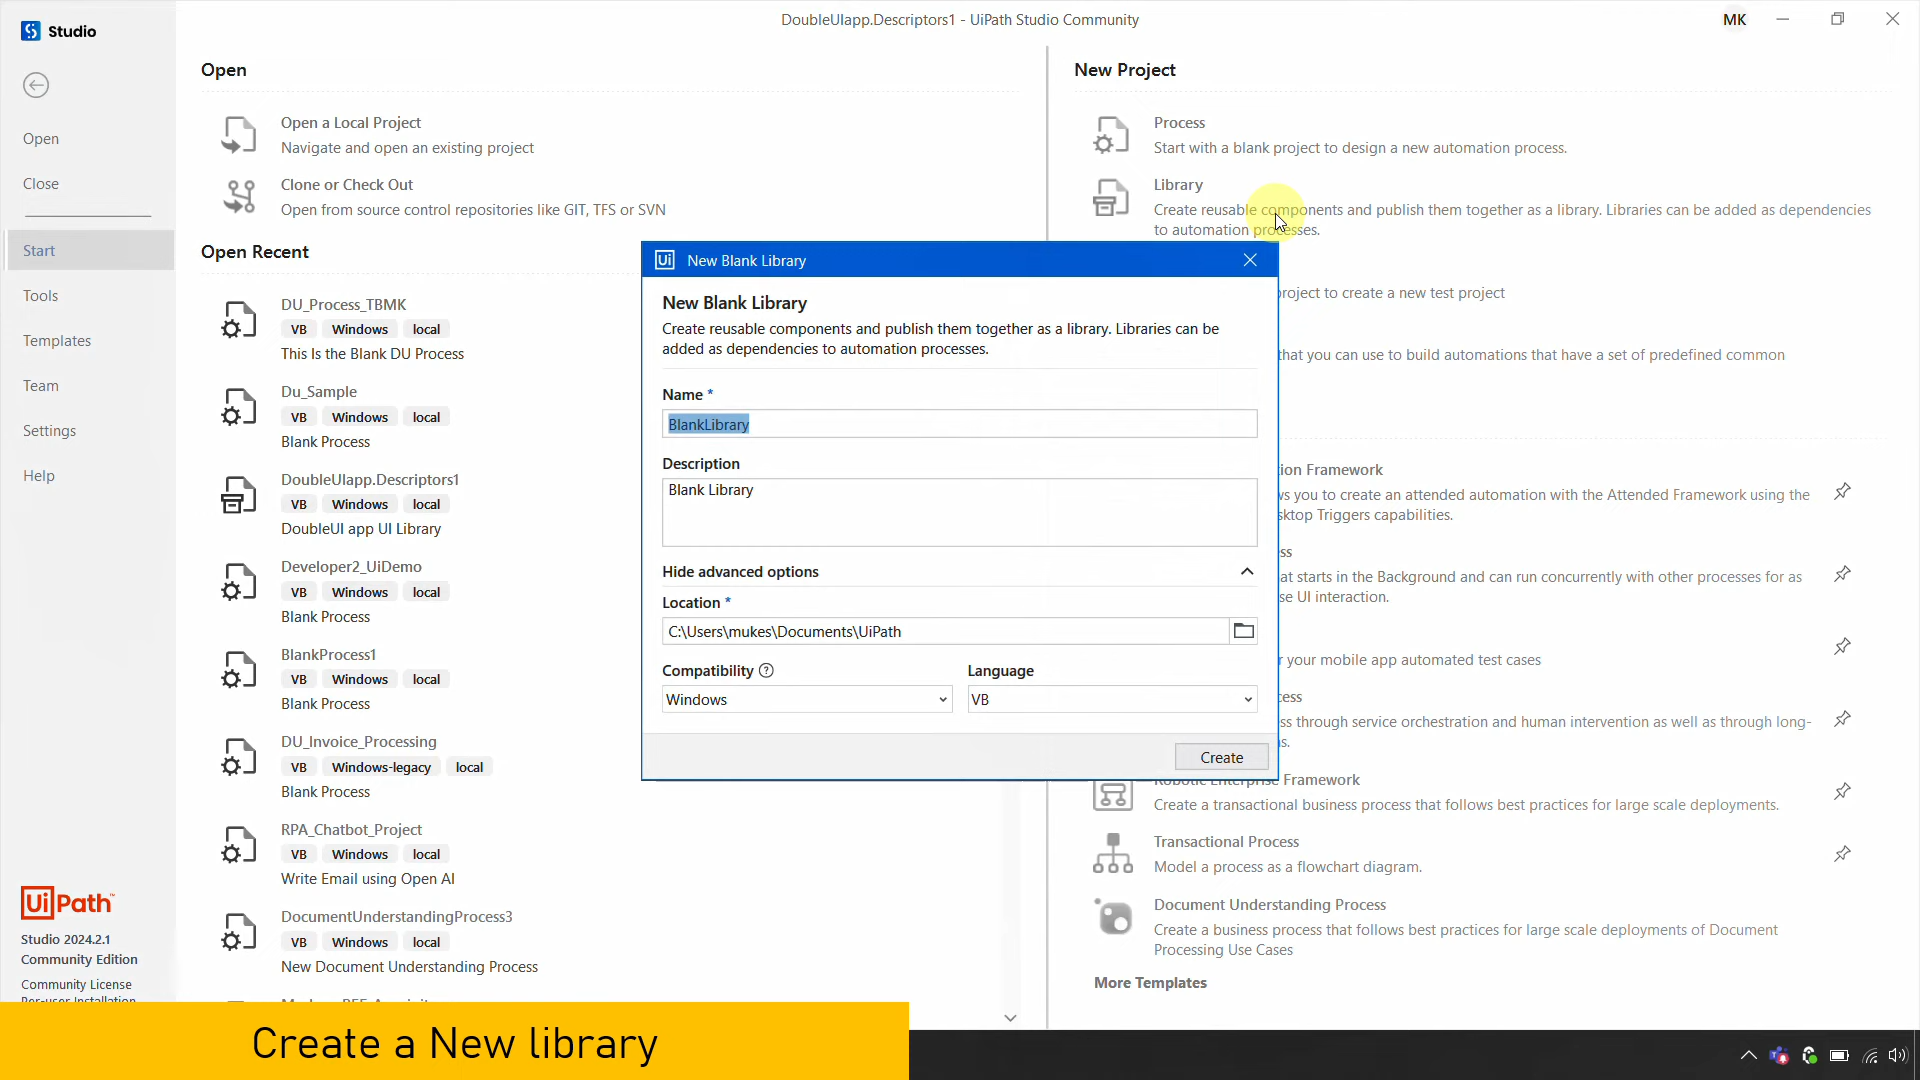 Studio
DoubleUIapp.Descriptors1 - UiPath Studio Community
MK
Open
Close
Start
Tools
Templates
Team
Settings
Help
UiPath
Studio 2024.2.1
Community Edition
Community License
Per-user Installation
Open
Open a Local Project
Navigate and open an existing project
Clone or Check Out
Open from source control repositories like GIT, TFS or SVN
Open Recent
DU_Process_TBMK
VB Windows local
This Is the Blank DU Process
Du_Sample
VB Windows local
Blank Process
DoubleUIapp.Descriptors1
VB Windows local
DoubleUI app UI Library
Developer2_UiDemo
VB Windows local
Blank Process
BlankProcess1
VB Windows local
Blank Process
DU_Invoice_Processing
VB Windows-legacy local
Blank Process
RPA_Chatbot_Project
VB Windows local
Write Email using Open AI
DocumentUnderstandingProcess3
VB Windows local
New Document Understanding Process
New Project
Process
Start with a blank project to design a new automation process.
Library
Create reusable components and publish them together as a library. Libraries can be added as dependencies
to automation processes.
roject to create a new test project
that you can use to build automations that have a set of predefined common
ion Framework
ws you to create an attended automation with the Attended Framework using the
sktop Triggers capabilities.
ss
at starts in the Background and can run concurrently with other processes for as
se UI interaction.
r your mobile app automated test cases
cess
ss through service orchestration and human intervention as well as through long-
s.
Robotic Enterprise Framework
Create a transactional business process that follows best practices for large scale deployments.
Transactional Process
Model a process as a flowchart diagram.
Document Understanding Process
Create a business process that follows best practices for large scale deployments of Document
Processing Use Cases
More Templates
Ui New Blank Library
New Blank Library
Create reusable components and publish them together as a library. Libraries can be
added as dependencies to automation processes.
Name *
BlankLibrary
Description
Blank Library
Hide advanced options
Location *
C:\Users\mukes\Documents\UiPath
Compatibility ?
Language
Windows
VB
Create
Create a New library